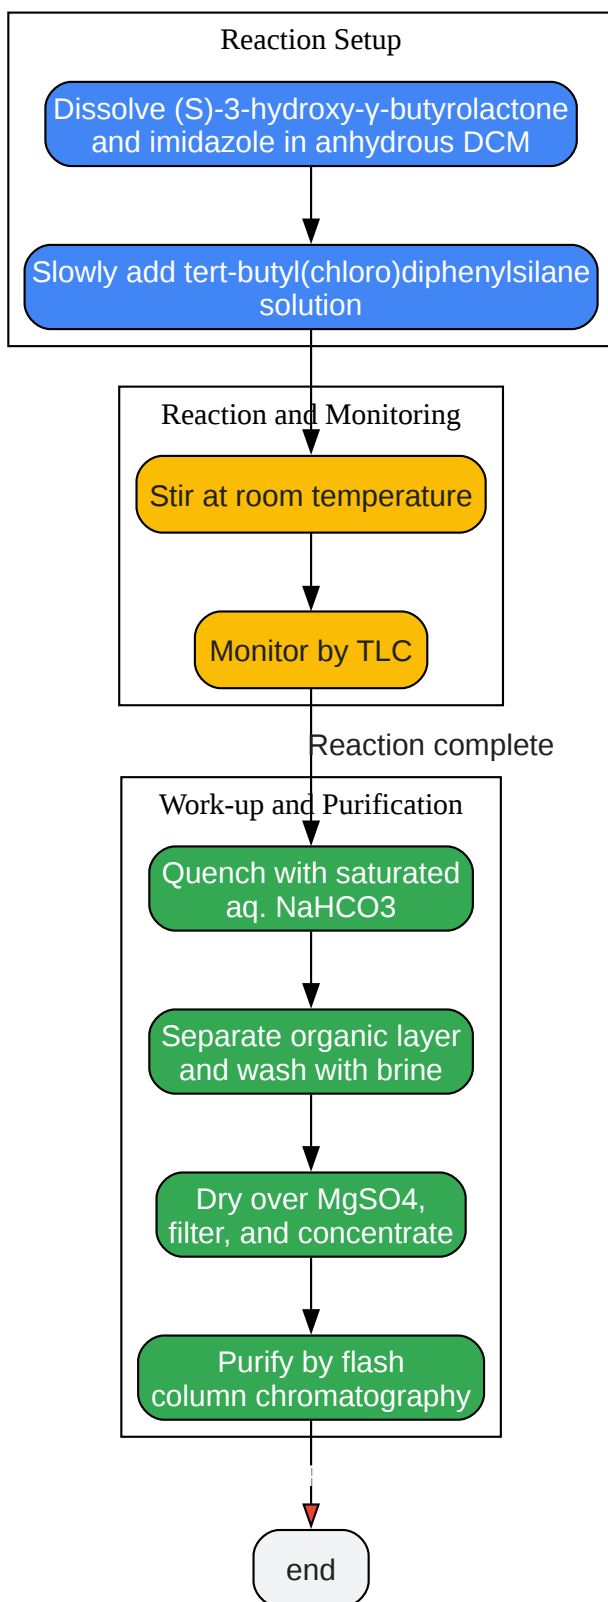 Reaction Setup
Dissolve (S)-3-hydroxy-γ-butyrolactone
and imidazole in anhydrous DCM
Slowly add tert-butyl(chloro)diphenylsilane
solution
Reaction and Monitoring
Stir at room temperature
Monitor by TLC
Reaction complete
Work-up and Purification
Quench with saturated
aq. NaHCO3
Separate organic layer
and wash with brine
Dry over MgSO4,
filter, and concentrate
Purify by flash
column chromatography
end